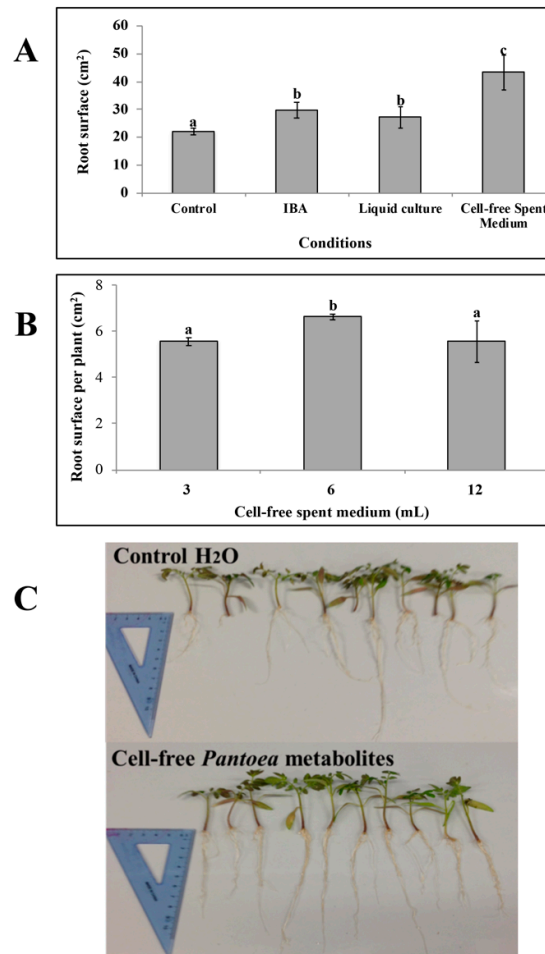 A
Root surface (cm²)
60
50
40
30
20
10
0
a
b
b
c
Control
IBA
Liquid culture
Cell-free Spent
Medium
Conditions
B
Root surface per plant (cm²)
8
6
4
2
0
a
b
a
3
6
12
Cell-free spent medium (mL)
C
Control H2O
Cell-free Pantoea metabolites